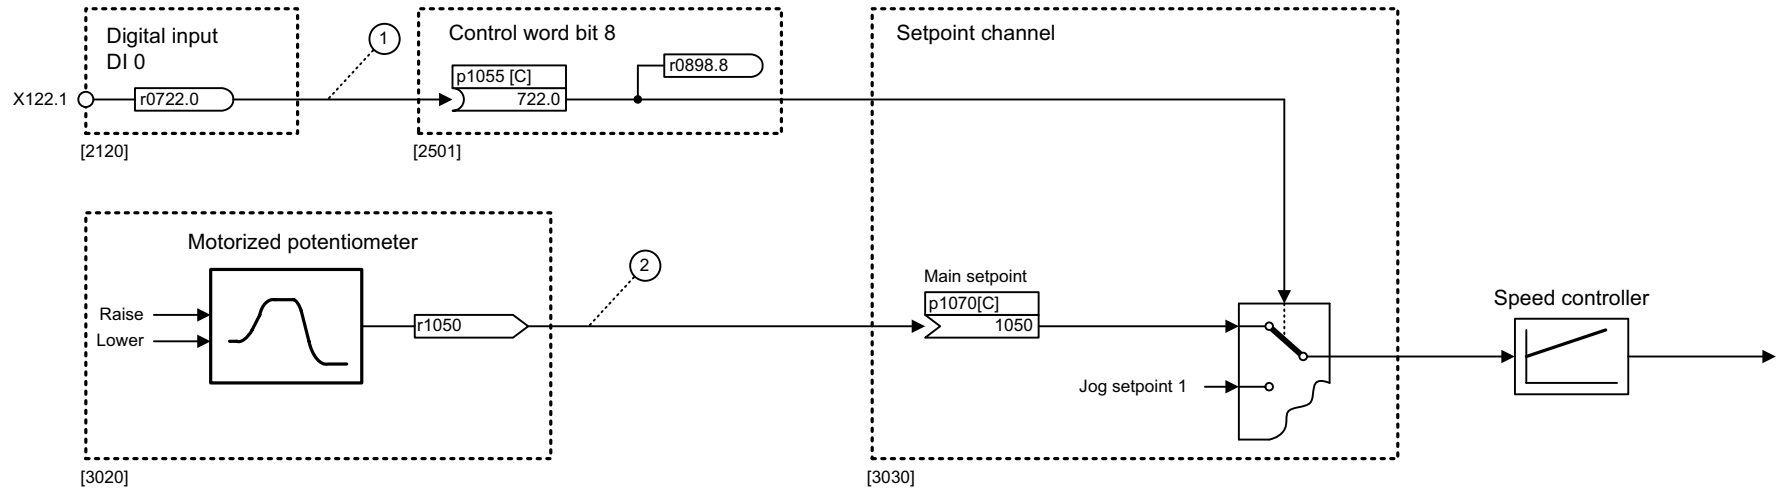 Digital input
DI 0
X122.1
r0722.0
[2120]
1
Control word bit 8
p1055 [C]
722.0
r0898.8
[2501]
Setpoint channel
Motorized potentiometer
Raise
Lower
r1050
[3020]
2
Main setpoint
p1070[C]
1050
Jog setpoint 1
[3030]
Speed controller